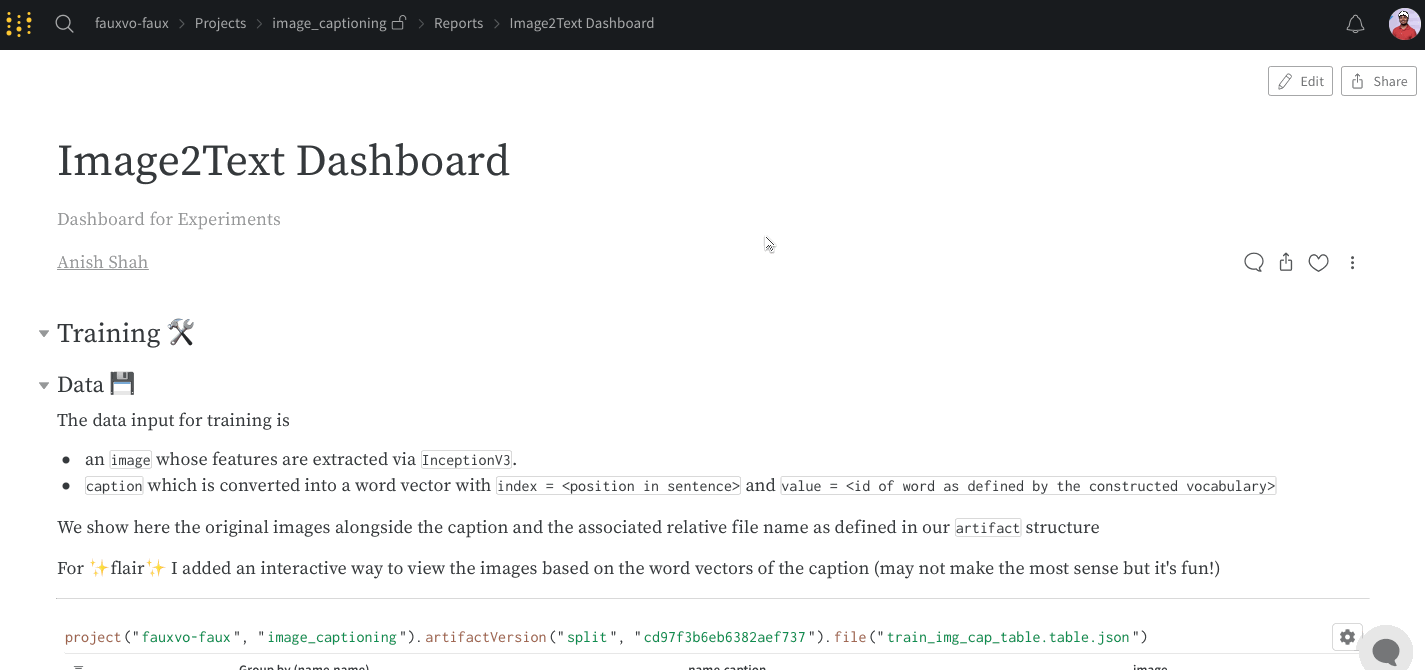 fauxvo-faux > Projects > image_captioning > Reports > Image2Text Dashboard
Edit Share
Image2Text Dashboard
Dashboard for Experiments
Anish Shah
Training 🛠
Data 💾
The data input for training is
• an image whose features are extracted via InceptionV3.
• caption which is converted into a word vector with index = <position in sentence> and value = <id of word as defined by the constructed vocabulary>
We show here the original images alongside the caption and the associated relative file name as defined in our artifact structure
For ✨flair✨ I added an interactive way to view the images based on the word vectors of the caption (may not make the most sense but it's fun!)
project("fauxvo-faux", "image_captioning").artifactVersion("split", "cd97f3b6eb6382aef737").file("train_img_cap_table.table.json")
Group by (name.name) name.caption image